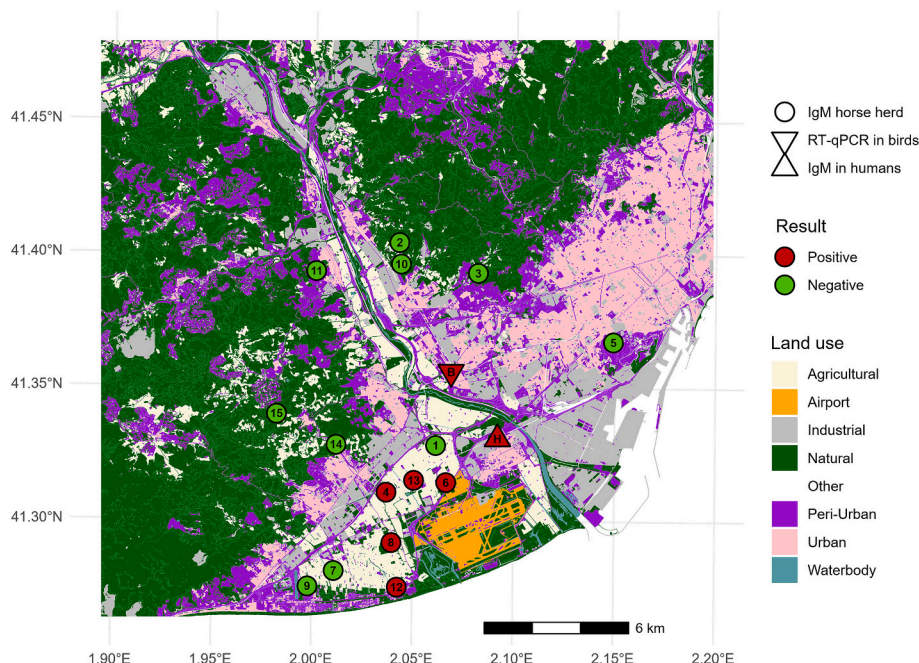 41.45°N
41.40°N
41.35°N
41.30°N
2
10
11
3
5
B
15
14
1
H
13
6
4
8
7
9
12
6 km
1.90°E
1.95°E
2.00°E
2.05°E
2.10°E
2.15°E
2.20°E
IgM horse herd
RT-qPCR in birds
IgM in humans
Result
Positive
Negative
Land use
Agricultural
Airport
Industrial
Natural
Other
Peri-Urban
Urban
Waterbody